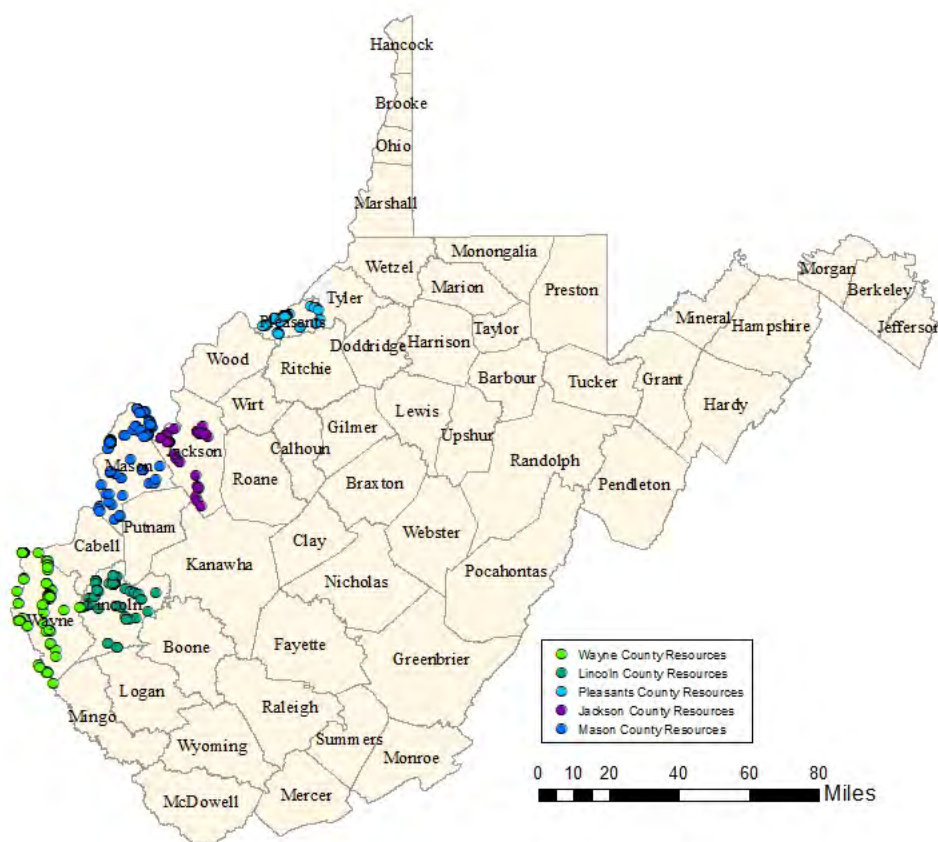 Hancock
Brooke
Ohio
Marshall
Monongalia
Wetzel
Morgan
Marion
Preston
Berkeley
Tyler
Mineral
Hampshire
Pleasants
Taylor
Jefferson
Doddridge
Harrison
Wood
Ritchie
Barbour
Tucker
Grant
Wirt
Lewis
Hardy
Gilmer
Upshur
Jackson
Calhoun
Mason
Randolph
Roane
Braxton
Pendleton
Putnam
Webster
Clay
Cabell
Kanawha
Pocahontas
Nicholas
Lincoln
Wayne
Boone
Fayette
Greenbrier
Logan
Raleigh
Mingo
Summers
Wyoming
Monroe
McDowell
Mercer
Wayne County Resources
Lincoln County Resources
Pleasants County Resources
Jackson County Resources
Mason County Resources
0 10 20 40 60 80
Miles